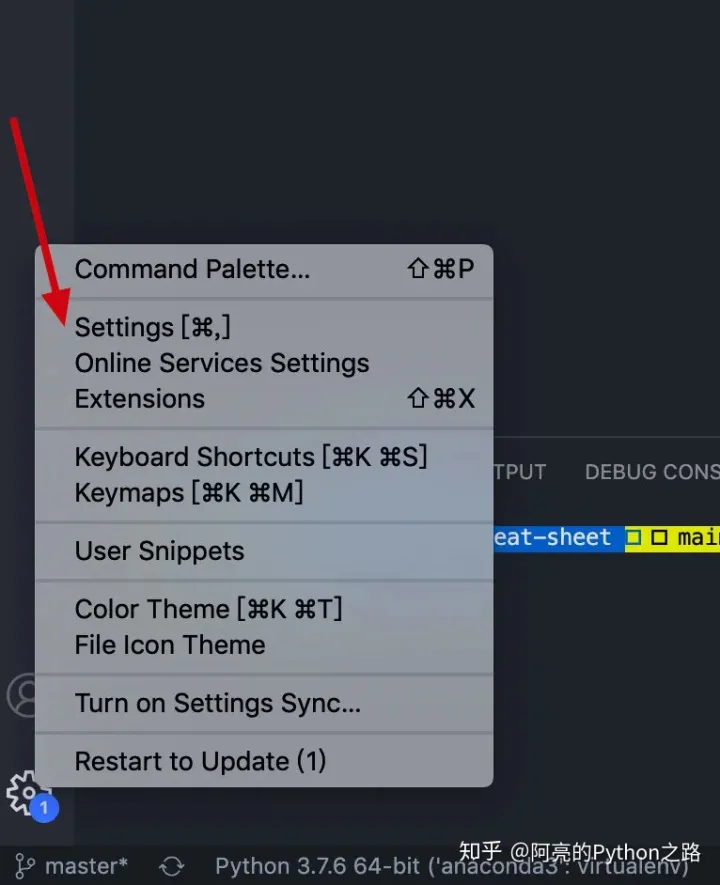 Command Palette... ⇧⌘P
Settings [⌘,]
Online Services Settings
Extensions ⇧⌘X
Keyboard Shortcuts [⌘K ⌘S]
Keymaps [⌘K ⌘M]
TPUT DEBUG CONS
User Snippets
eat-sheet main
Color Theme [⌘K ⌘T]
File Icon Theme
Turn on Settings Sync...
Restart to Update (1)
1
知乎 @阿亮的Python之路
master* Python 3.7.6 64-bit ('anaconda3': virtualenv)